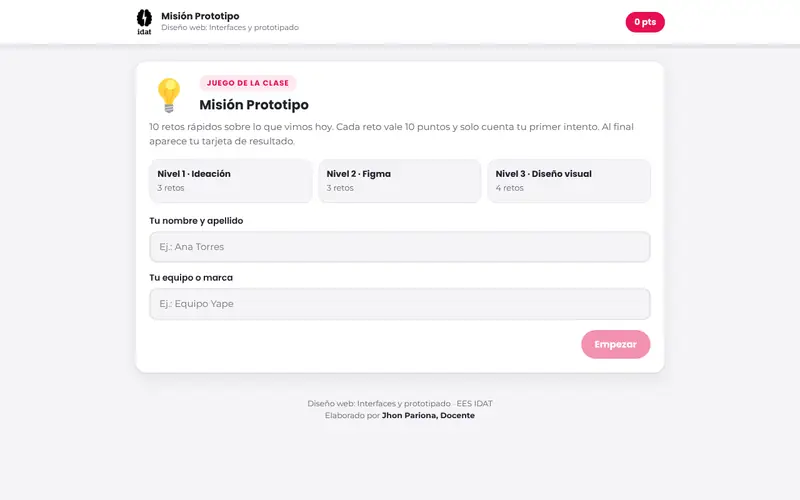 idat
Misión Prototipo
Diseño web: Interfaces y prototipado
0 pts
JUEGO DE LA CLASE
Misión Prototipo
10 retos rápidos sobre lo que vimos hoy. Cada reto vale 10 puntos y solo cuenta tu primer intento. Al final
aparece tu tarjeta de resultado.
Nivel 1 · Ideación
3 retos
Nivel 2 · Figma
3 retos
Nivel 3 · Diseño visual
4 retos
Tu nombre y apellido
Ej.: Ana Torres
Tu equipo o marca
Ej.: Equipo Yape
Empezar
Diseño web: Interfaces y prototipado · EES IDAT
Elaborado por Jhon Pariona, Docente